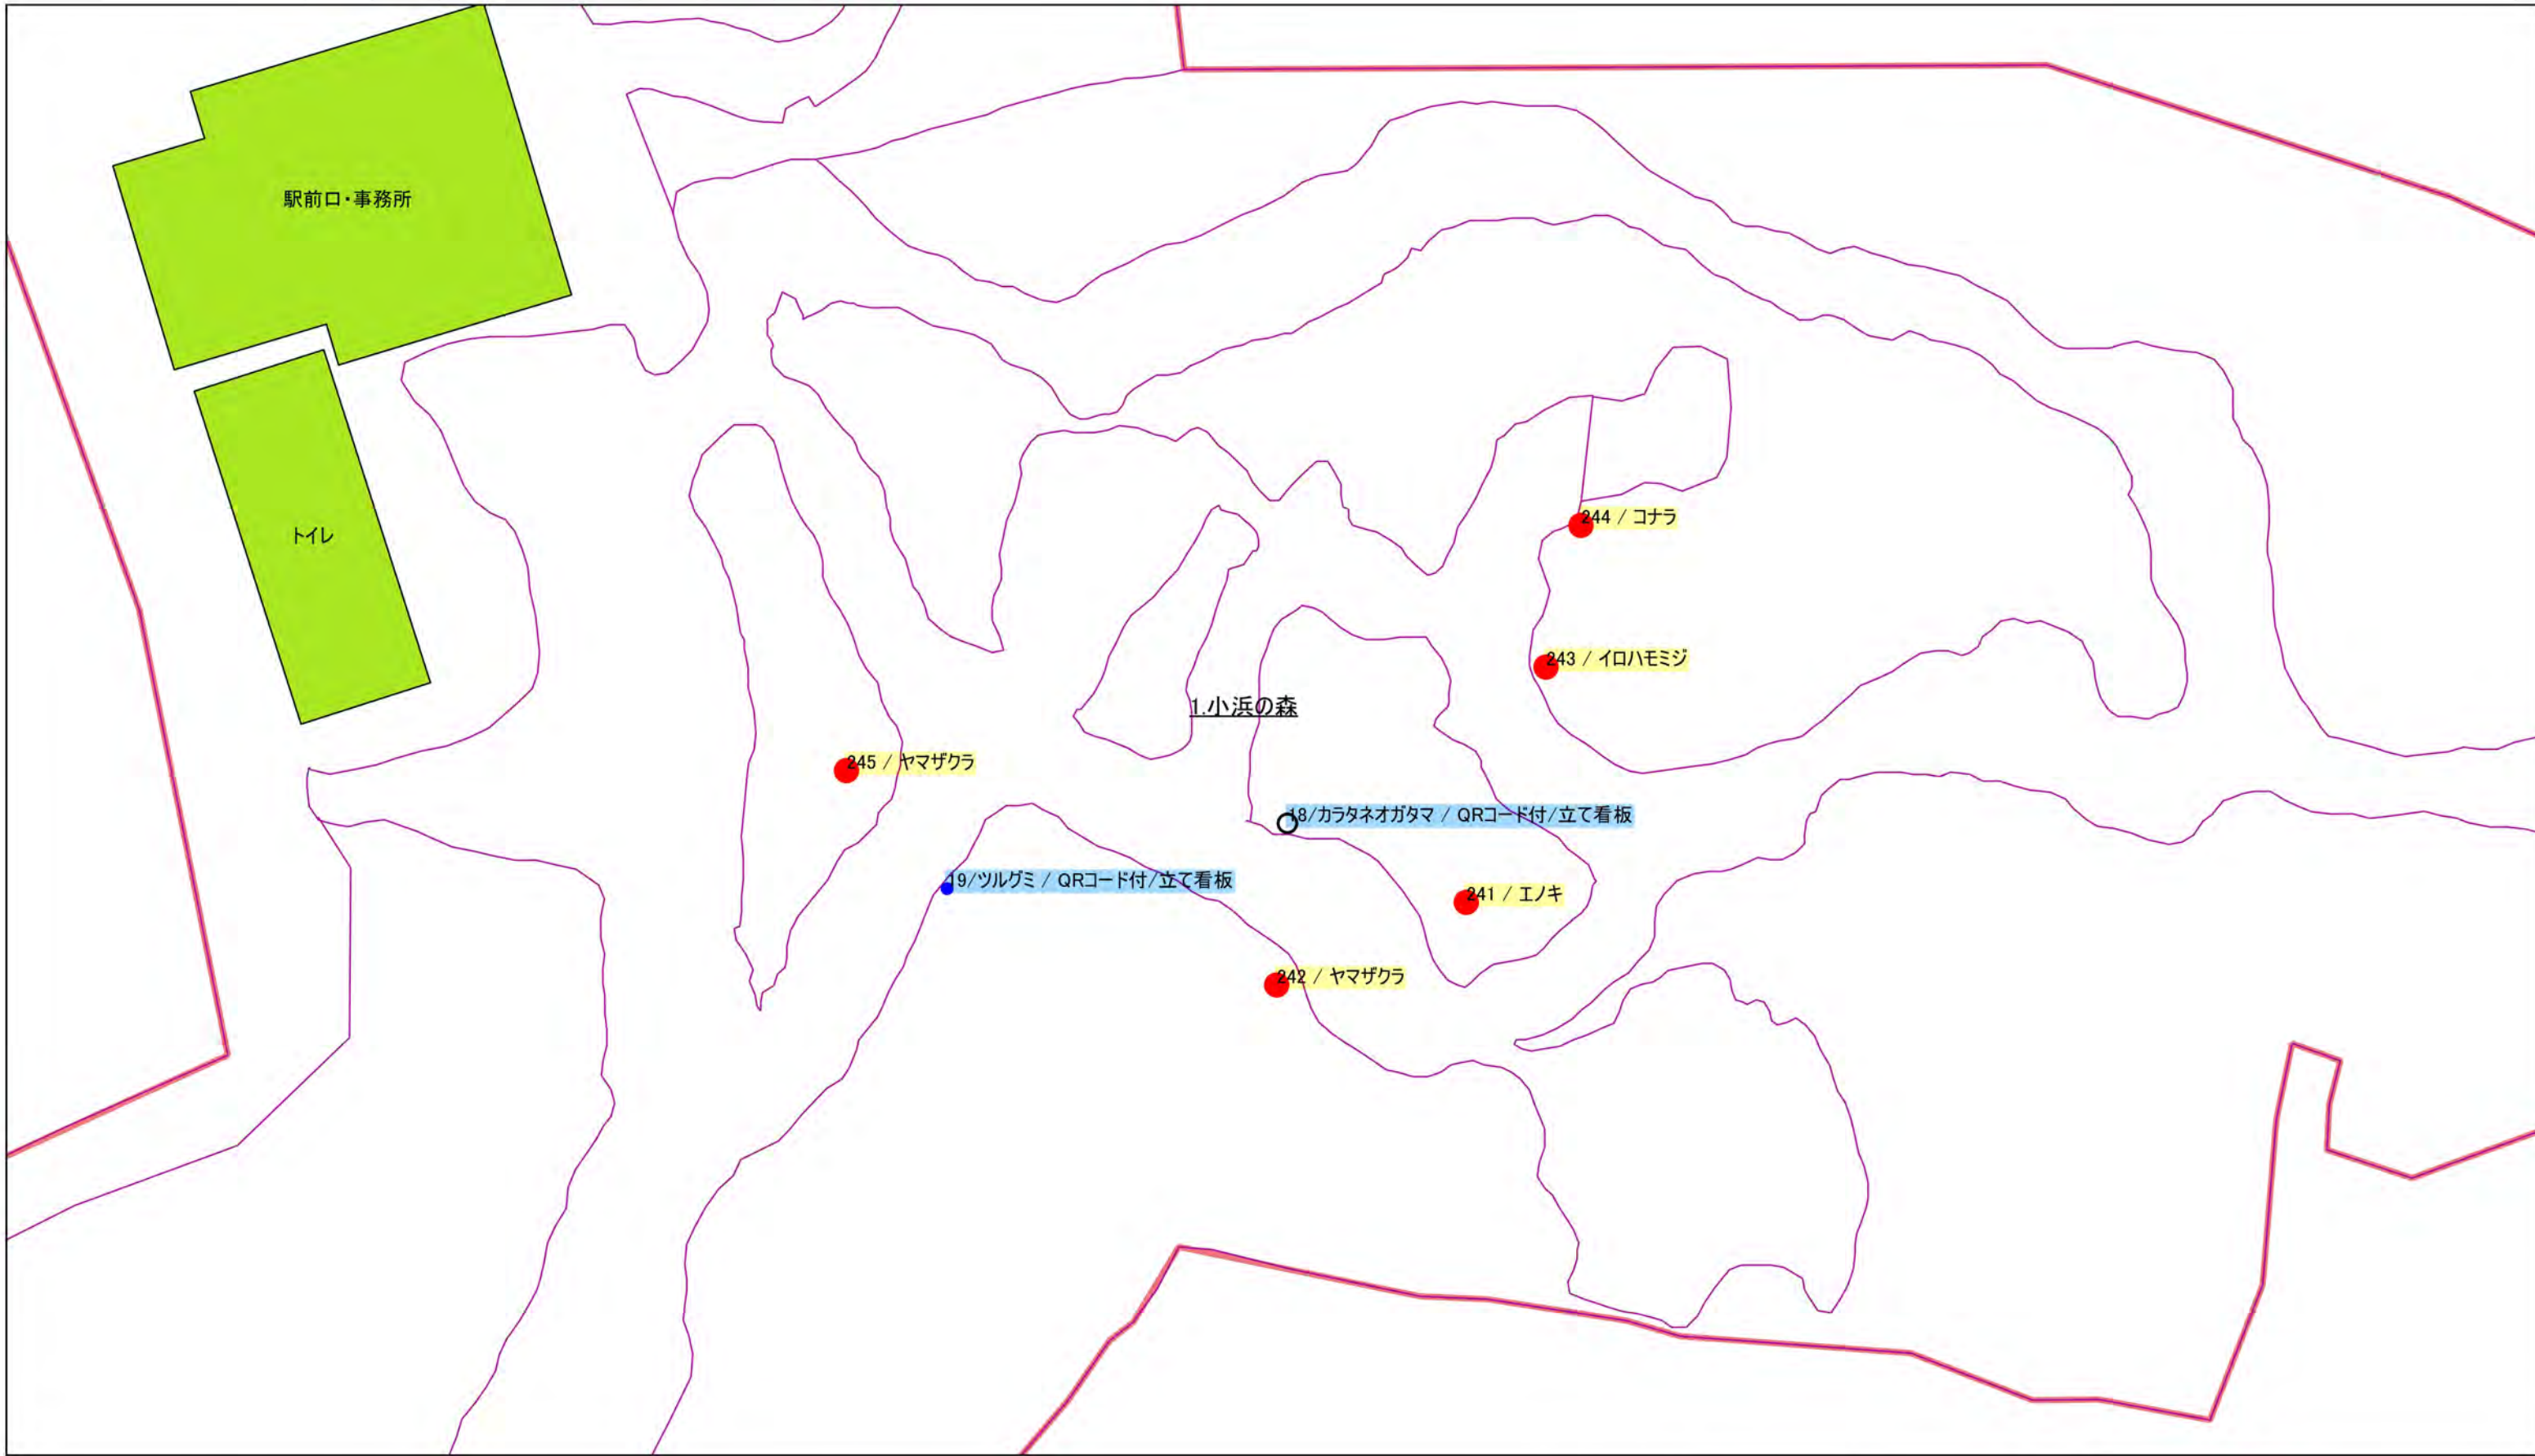 駅前口・事務所
トイレ
244 / コナラ
243 / イロハモミジ
1.小浜の森
245 / ヤマザクラ
18/カラタネオガタマ / QRコード付/立て看板
19/ツルグミ / QRコード付/立て看板
241 / エノキ
242 / ヤマザクラ